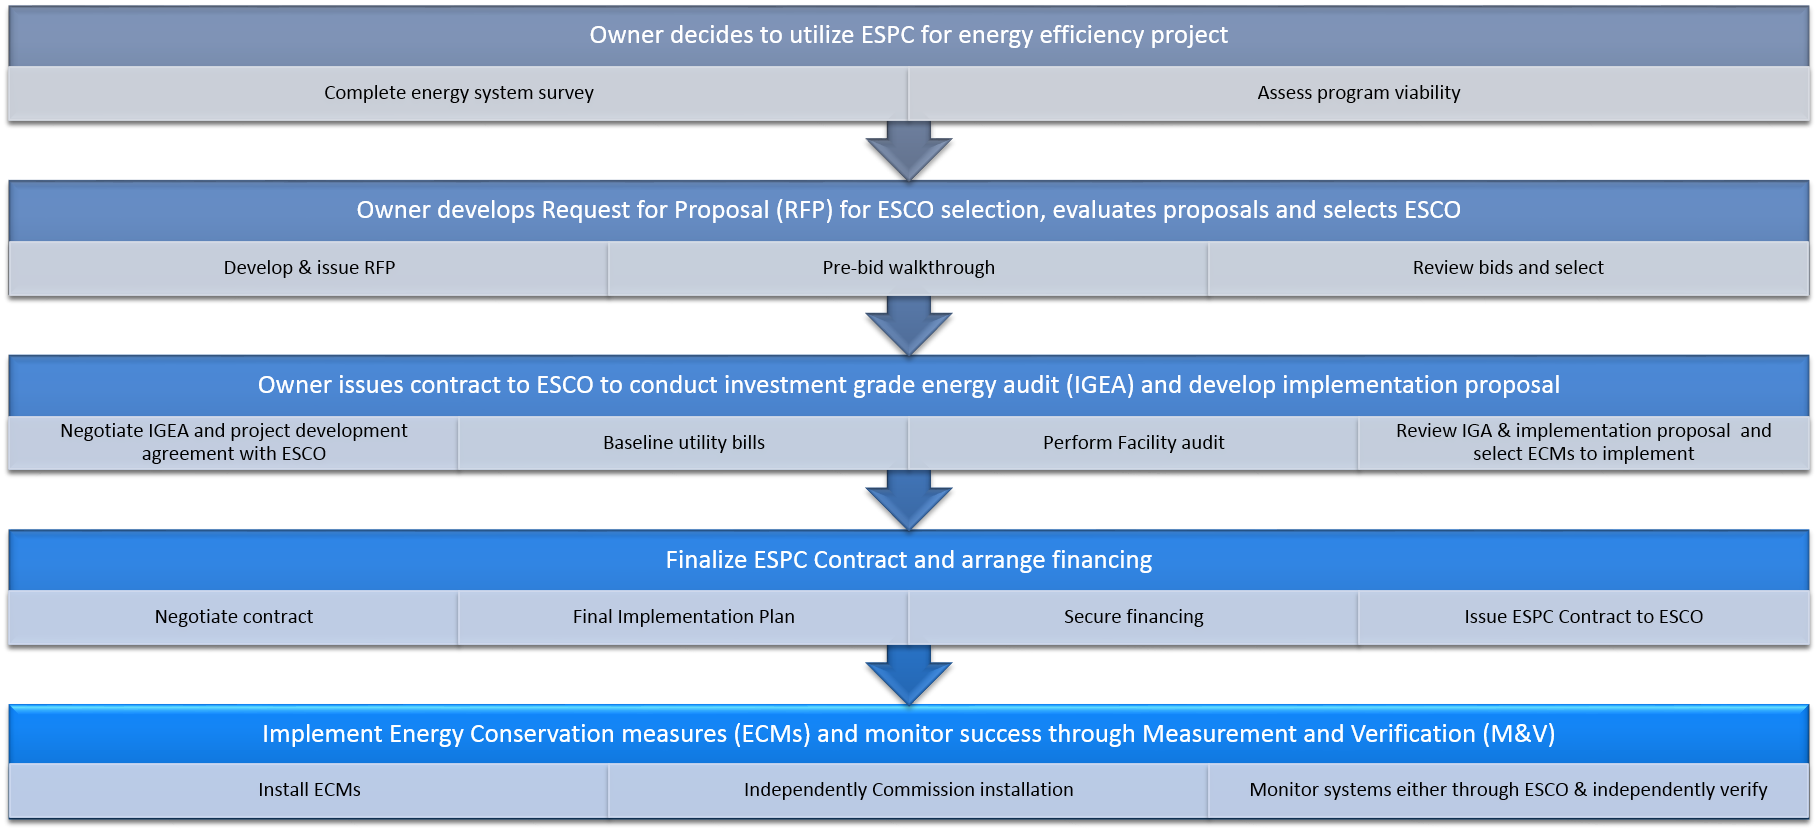 Owner decides to utilize ESPC for energy efficiency project
Complete energy system survey
Assess program viability
Owner develops Request for Proposal (RFP) for ESCO selection, evaluates proposals and selects ESCO
Develop & issue RFP
Pre-bid walkthrough
Review bids and select
Owner issues contract to ESCO to conduct investment grade energy audit (IGEA) and develop implementation proposal
Negotiate IGEA and project development
agreement with ESCO
Baseline utility bills
Perform Facility audit
Review IGA & implementation proposal  and
select ECMs to implement
Finalize ESPC Contract and arrange financing
Negotiate contract
Final Implementation Plan
Secure financing
Issue ESPC Contract to ESCO
Implement Energy Conservation measures (ECMs) and monitor success through Measurement and Verification (M&V)
Install ECMs
Independently Commission installation
Monitor systems either through ESCO & independently verify